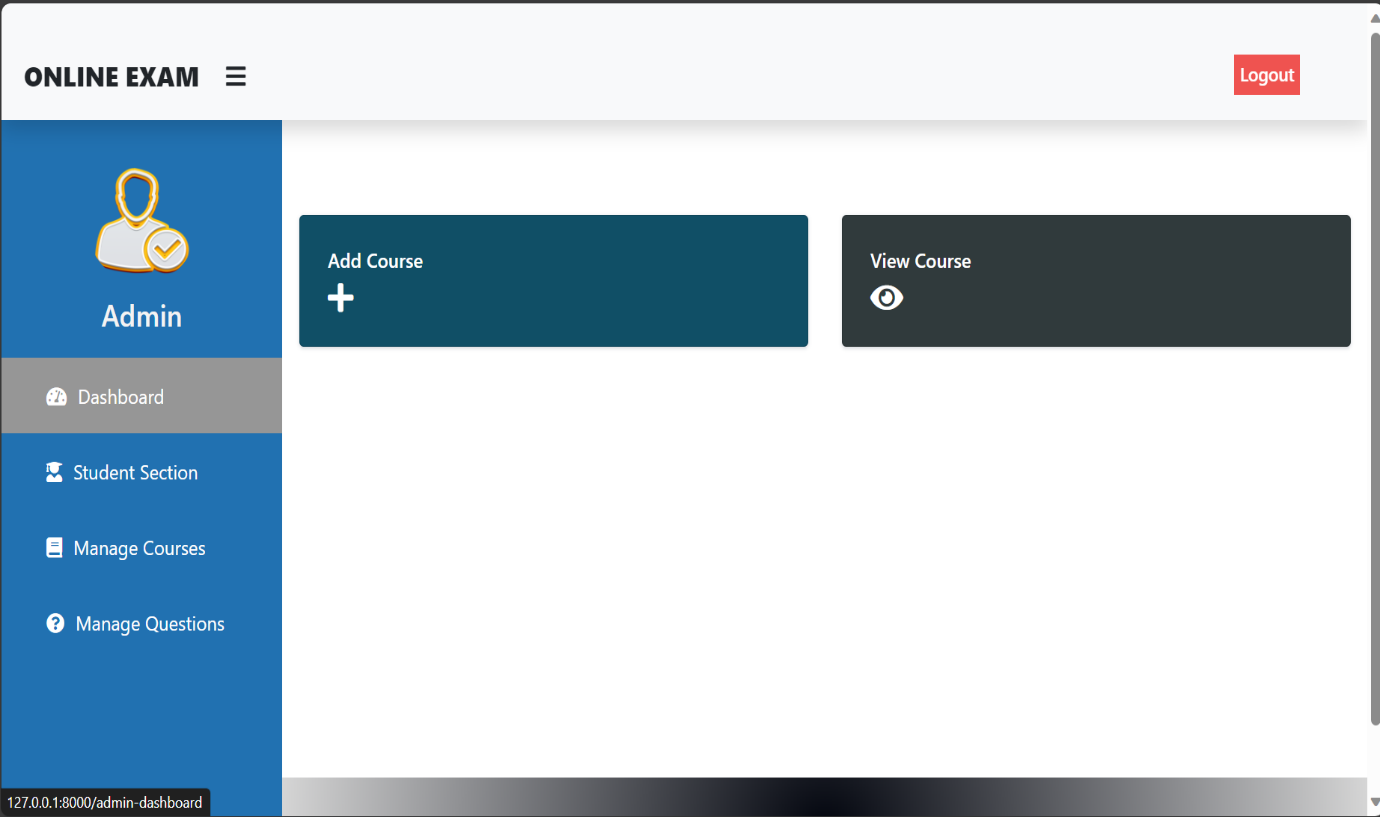 ONLINE EXAM
Logout
Admin
Add Course
View Course
Dashboard
Student Section
Manage Courses
Manage Questions
127.0.0.1:8000/admin-dashboard